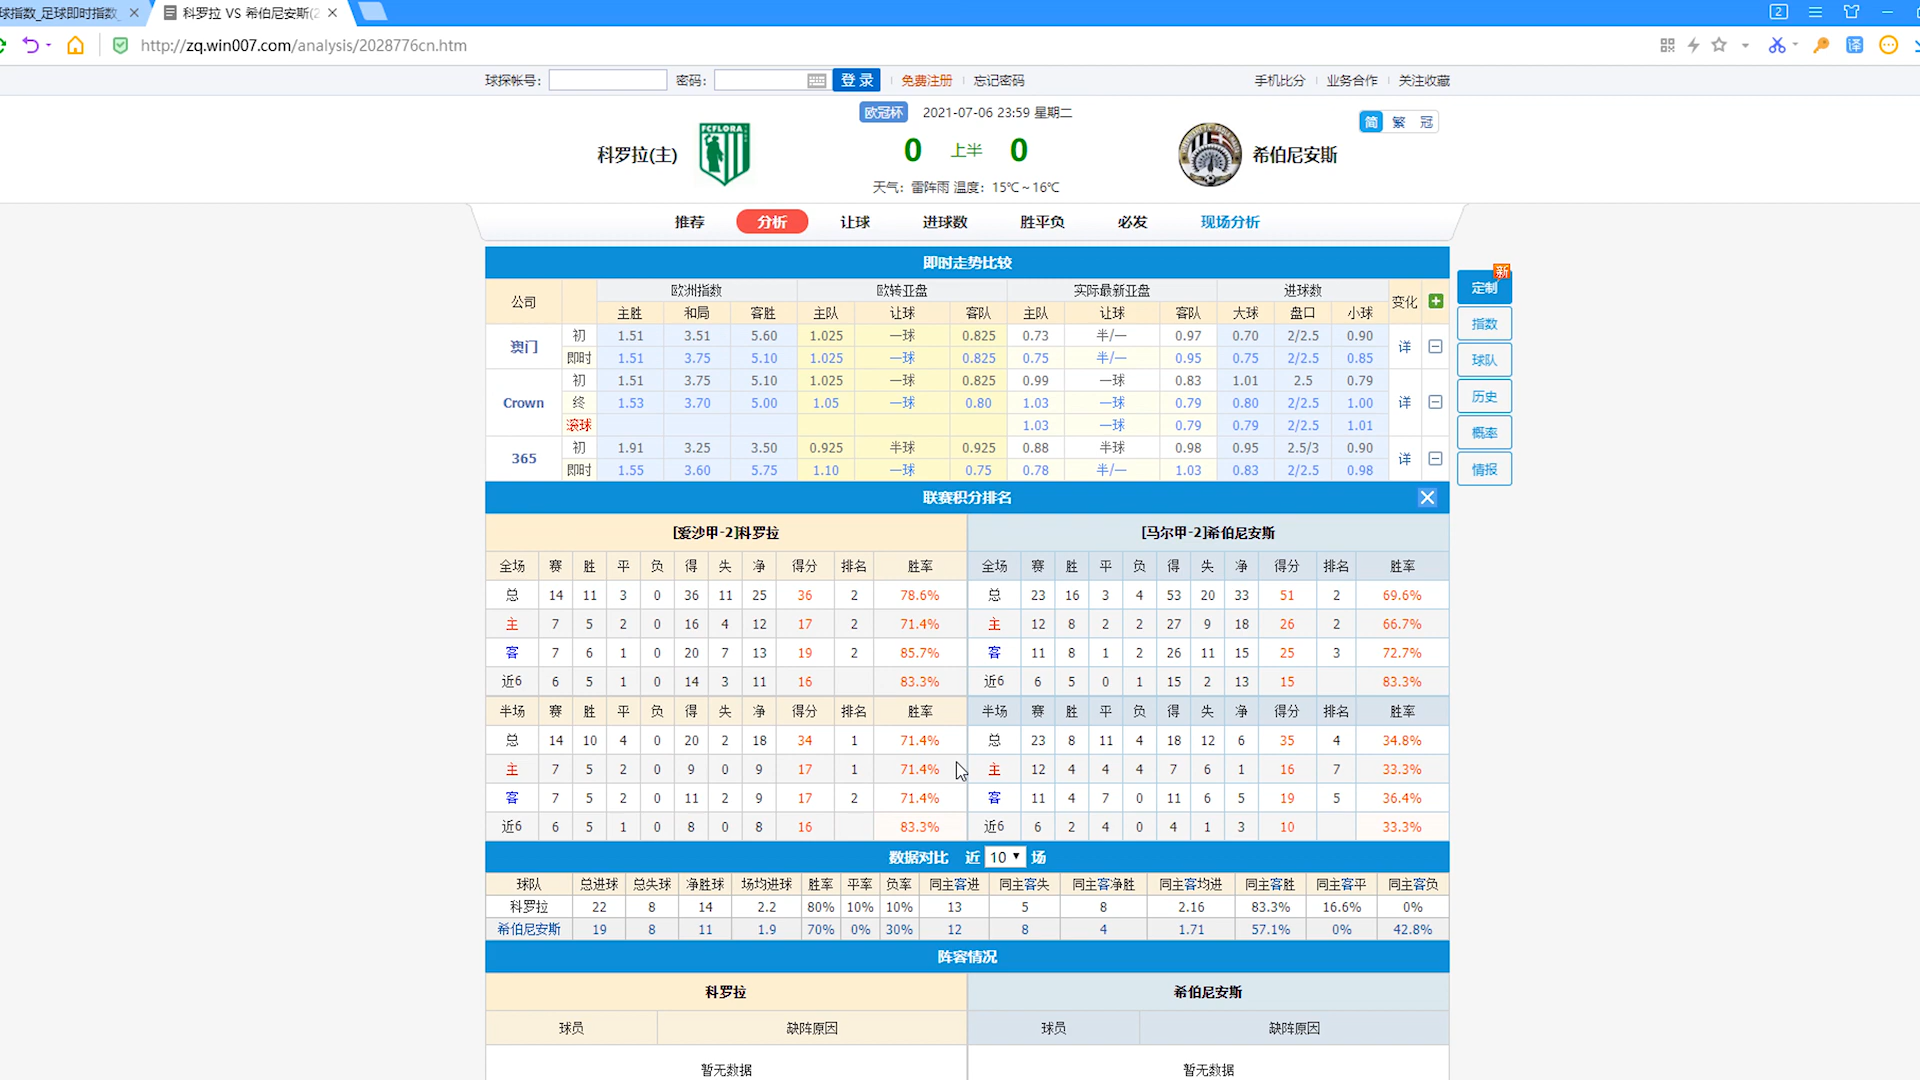 球指数_足球即时指数_
科罗拉 VS 希伯尼安斯(2
2
http://zq.win007.com/analysis/2028776cn.htm
译
球探帐号: 密码: 登 录 免费注册 忘记密码 手机比分 业务合作 关注收藏
欧冠杯 2021-07-06 23:59 星期二
简 繁 冠
科罗拉(主) FCFLORA 0 上半 0 希伯尼安斯
天气: 雷阵雨 温度: 15℃～16℃
推荐 分析 让球 进球数 胜平负 必发 现场分析
即时走势比较
公司 欧洲指数 欧转亚盘 实际最新亚盘 进球数 变化
主胜 和局 客胜 主队 让球 客队 主队 让球 客队 大球 盘口 小球
澳门 初 1.51 3.51 5.60 1.025 一球 0.825 0.73 半/一 0.97 0.70 2/2.5 0.90 详
即时 1.51 3.75 5.10 1.025 一球 0.825 0.75 半/一 0.95 0.75 2/2.5 0.85
Crown 初 1.51 3.75 5.10 1.025 一球 0.825 0.99 一球 0.83 1.01 2.5 0.79 详
终 1.53 3.70 5.00 1.05 一球 0.80 1.03 一球 0.79 0.80 2/2.5 1.00
滚球 1.03 一球 0.79 0.79 2/2.5 1.01
365 初 1.91 3.25 3.50 0.925 半球 0.925 0.88 半球 0.98 0.95 2.5/3 0.90 详
即时 1.55 3.60 5.75 1.10 一球 0.75 0.78 半/一 1.03 0.83 2/2.5 0.98
新
定制
指数
球队
历史
概率
情报
联赛积分排名
[爱沙甲-2]科罗拉 [马尔甲-2]希伯尼安斯
全场 赛 胜 平 负 得 失 净 得分 排名 胜率 全场 赛 胜 平 负 得 失 净 得分 排名 胜率
总 14 11 3 0 36 11 25 36 2 78.6% 总 23 16 3 4 53 20 33 51 2 69.6%
主 7 5 2 0 16 4 12 17 2 71.4% 主 12 8 2 2 27 9 18 26 2 66.7%
客 7 6 1 0 20 7 13 19 2 85.7% 客 11 8 1 2 26 11 15 25 3 72.7%
近6 6 5 1 0 14 3 11 16 83.3% 近6 6 5 0 1 15 2 13 15 83.3%
半场 赛 胜 平 负 得 失 净 得分 排名 胜率 半场 赛 胜 平 负 得 失 净 得分 排名 胜率
总 14 10 4 0 20 2 18 34 1 71.4% 总 23 8 11 4 18 12 6 35 4 34.8%
主 7 5 2 0 9 0 9 17 1 71.4% 主 12 4 4 4 7 6 1 16 7 33.3%
客 7 5 2 0 11 2 9 17 2 71.4% 客 11 4 7 0 11 6 5 19 5 36.4%
近6 6 5 1 0 8 0 8 16 83.3% 近6 6 2 4 0 4 1 3 10 33.3%
数据对比 近 10 场
球队 总进球 总失球 净胜球 场均进球 胜率 平率 负率 同主客进 同主客失 同主客净胜 同主客均进 同主客胜 同主客平 同主客负
科罗拉 22 8 14 2.2 80% 10% 10% 13 5 8 2.16 83.3% 16.6% 0%
希伯尼安斯 19 8 11 1.9 70% 0% 30% 12 8 4 1.71 57.1% 0% 42.8%
阵容情况
科罗拉 希伯尼安斯
球员 缺阵原因 球员 缺阵原因
暂无数据 暂无数据